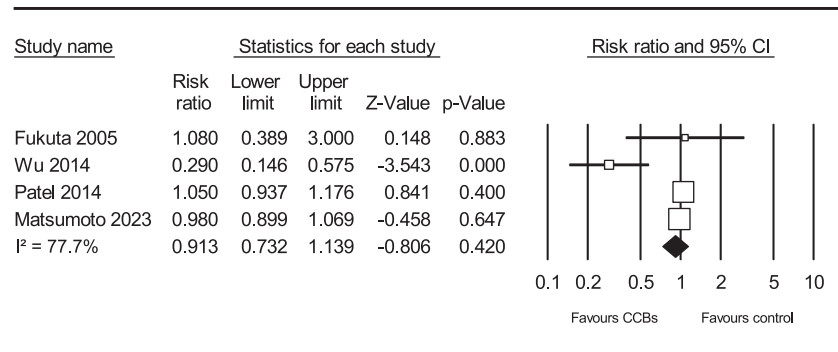 Study name Statistics for each study Risk ratio and 95% CI
Risk ratio Lower limit Upper limit Z-Value p-Value
Fukuta 2005 1.080 0.389 3.000 0.148 0.883
Wu 2014 0.290 0.146 0.575 -3.543 0.000
Patel 2014 1.050 0.937 1.176 0.841 0.400
Matsumoto 2023 0.980 0.899 1.069 -0.458 0.647
I² = 77.7% 0.913 0.732 1.139 -0.806 0.420
0.1 0.2 0.5 1 2 5 10
Favours CCBs Favours control